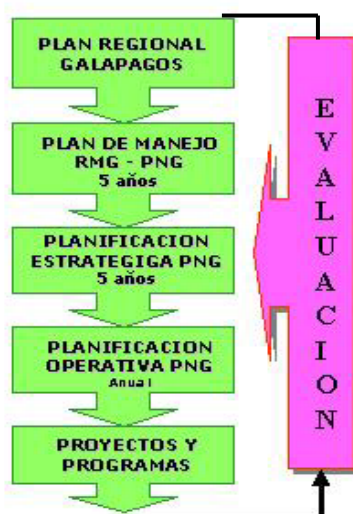 PLAN REGIONAL
GALAPAGOS
PLAN DE MANEJO
RMG - PNG
5 años
PLANIFICACION
ESTRATEGIGA PNG
5 años
PLANIFICACION
OPERATIVA PNG
Anual
PROYECTOS Y
PROGRAMAS
EVALUACION